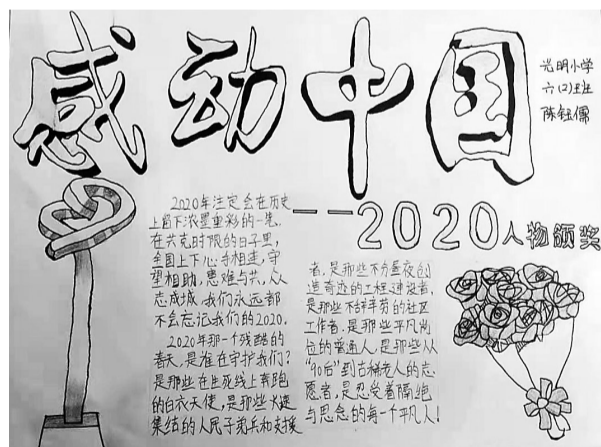 感动中国
光明小学
六(2)班
陈钰儒
——2020人物颁奖
2020年注定会在历史
上留下浓墨重彩的一笔.
在共克时限的日子里,
全国上下心手相连,守
望相助,患难与共,众
志成城,我们永远都
不会忘记我们的2020.
2020年那一个残酷的
春天,是谁在守护我们?
是那些在生死线上奔跑
的白衣天使,是那些火速
集结的人民子弟兵和支援
者,是那些不分昼夜创
造奇迹的工程建设者,
是那些不辞辛劳的社区
工作者,是那些平凡岗
位的普通人,是那些从
“90后”到古稀老人的志
愿者,是忍受着隔绝
与思念的每一个平凡人!